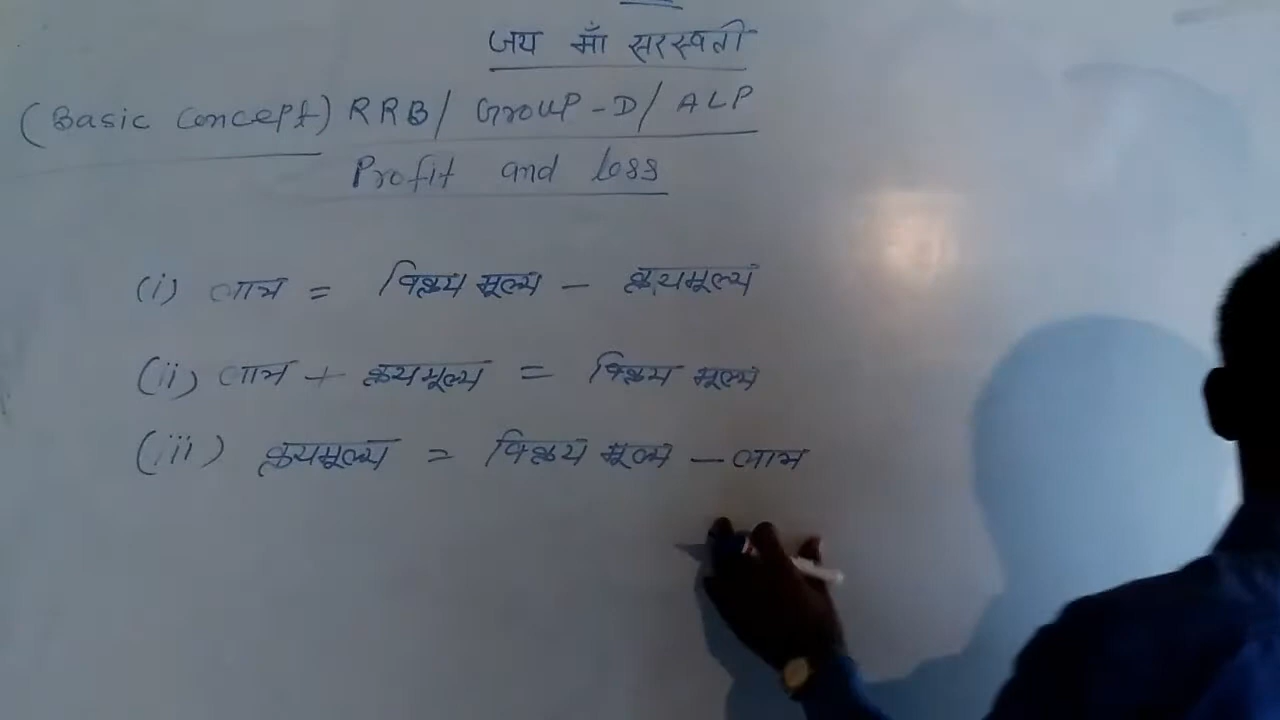 जय माँ सरस्वती
(Basic Concept) RRB/ Group-D/ ALP
Profit and loss
(i) लाभ = विक्रय मूल्य - क्रयमूल्य
(ii) लाभ + क्रयमूल्य = विक्रय मूल्य
(iii) क्रयमूल्य = विक्रय मूल्य - लाभ